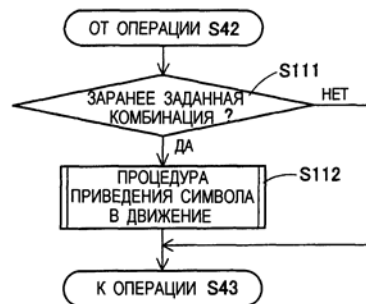 ОТ ОПЕРАЦИИ S42
S111
ЗАРАНЕЕ ЗАДАННАЯ
КОМБИНАЦИЯ ?
НЕТ
ДА
ПРОЦЕДУРА
ПРИВЕДЕНИЯ СИМВОЛА
В ДВИЖЕНИЕ
S112
К ОПЕРАЦИИ S43